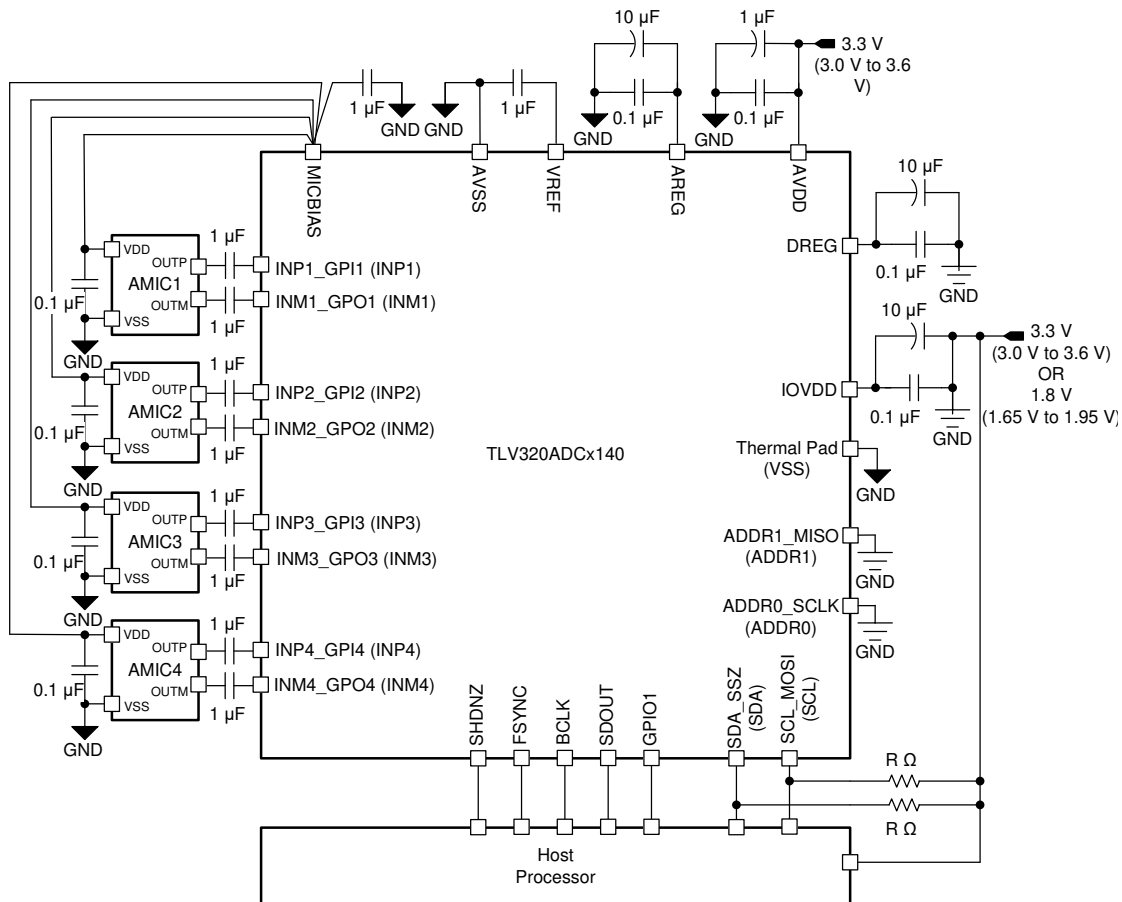 10 µF
1 µF
3.3 V
(3.0 V to 3.6
V)
1 µF
GND
GND
1 µF
0.1 µF
GND
0.1 µF
GND
MICBIAS
AVSS
VREF
AREG
AVDD
10 µF
DREG
0.1 µF
GND
10 µF
3.3 V
(3.0 V to 3.6 V)
OR
1.8 V
(1.65 V to 1.95 V)
IOVDD
0.1 µF
GND
Thermal Pad
(VSS)
GND
ADDR1_MISO
(ADDR1)
GND
ADDR0_SCLK
(ADDR0)
GND
TLV320ADCx140
1 µF
VDD
OUTP
AMIC1
OUTM
VSS
0.1 µF
1 µF
GND
INP1_GPI1 (INP1)
INM1_GPO1 (INM1)
1 µF
VDD
OUTP
AMIC2
OUTM
VSS
0.1 µF
1 µF
GND
INP2_GPI2 (INP2)
INM2_GPO2 (INM2)
1 µF
VDD
OUTP
AMIC3
OUTM
VSS
0.1 µF
1 µF
GND
INP3_GPI3 (INP3)
INM3_GPO3 (INM3)
1 µF
VDD
OUTP
AMIC4
OUTM
VSS
0.1 µF
1 µF
GND
INP4_GPI4 (INP4)
INM4_GPO4 (INM4)
SHDNZ
FSYNC
BCLK
SDOUT
GPIO1
SDA_SSZ
(SDA)
SCL_MOSI
(SCL)
R Ω
R Ω
Host
Processor